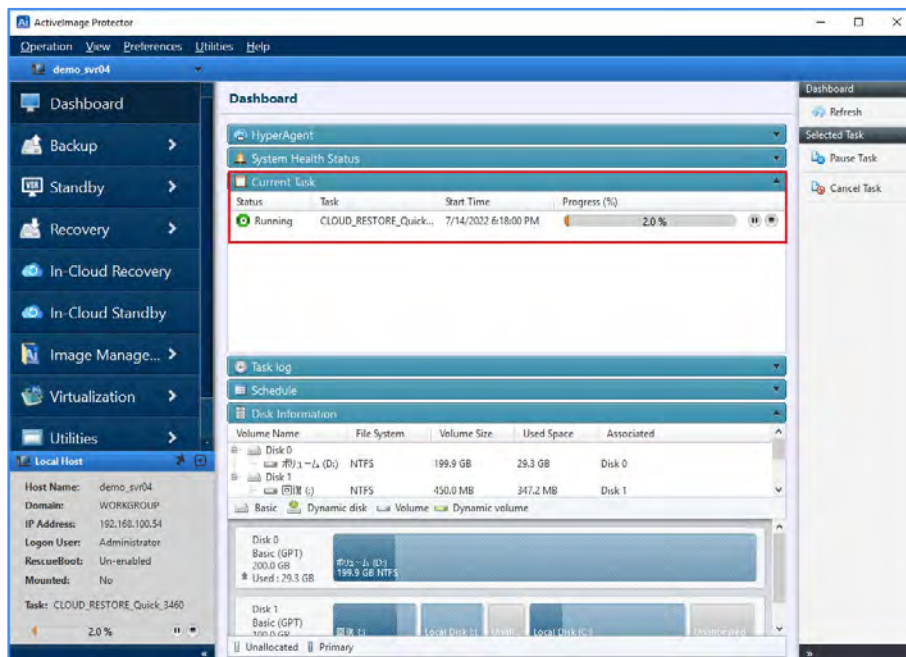 ActiveImage Protector
Operation View Preferences Utilities Help
demo_svr04
Dashboard
Backup
Standby
Recovery
In-Cloud Recovery
In-Cloud Standby
Image Manage...
Virtualization
Utilities
Local Host
Host Name: demo_svr04
Domain: WORKGROUP
IP Address: 192.168.100.54
Logon User: Administrator
RescueBoot: Un-enabled
Mounted: No
Task: CLOUD_RESTORE_Quick_3460
2.0 %
Dashboard
HyperAgent
System Health Status
Current Task
Status Task Start Time Progress (%)
Running CLOUD_RESTORE_Quick... 7/14/2022 6:18:00 PM 2.0 %
Task log
Schedule
Disk Information
Volume Name File System Volume Size Used Space Associated
Disk 0
ボリューム (D:) NTFS 199.9 GB 29.3 GB Disk 0
Disk 1
回復 (:) NTFS 450.0 MB 347.2 MB Disk 1
Basic Dynamic disk Volume Dynamic volume
Disk 0
Basic (GPT)
200.0 GB
Used : 29.3 GB
ボリューム (D:)
199.9 GB NTFS
Disk 1
Basic (GPT)
100.0 GB
回復 (:) Local Disk (:) Unall... Local Disk (C:) Unallocated
Unallocated Primary
Dashboard
Refresh
Selected Task
Pause Task
Cancel Task